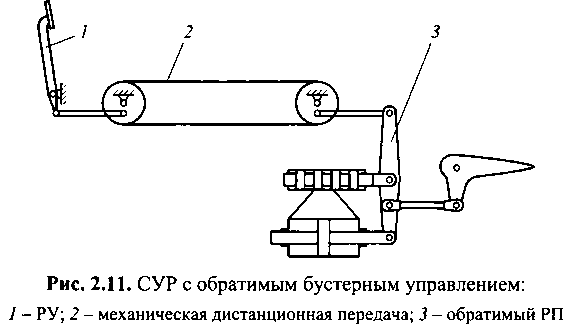 1
2
3
Рис. 2.11. СУР с обратимым бустерным управлением:
1 – РУ; 2 – механическая дистанционная передача; 3 – обратимый РП